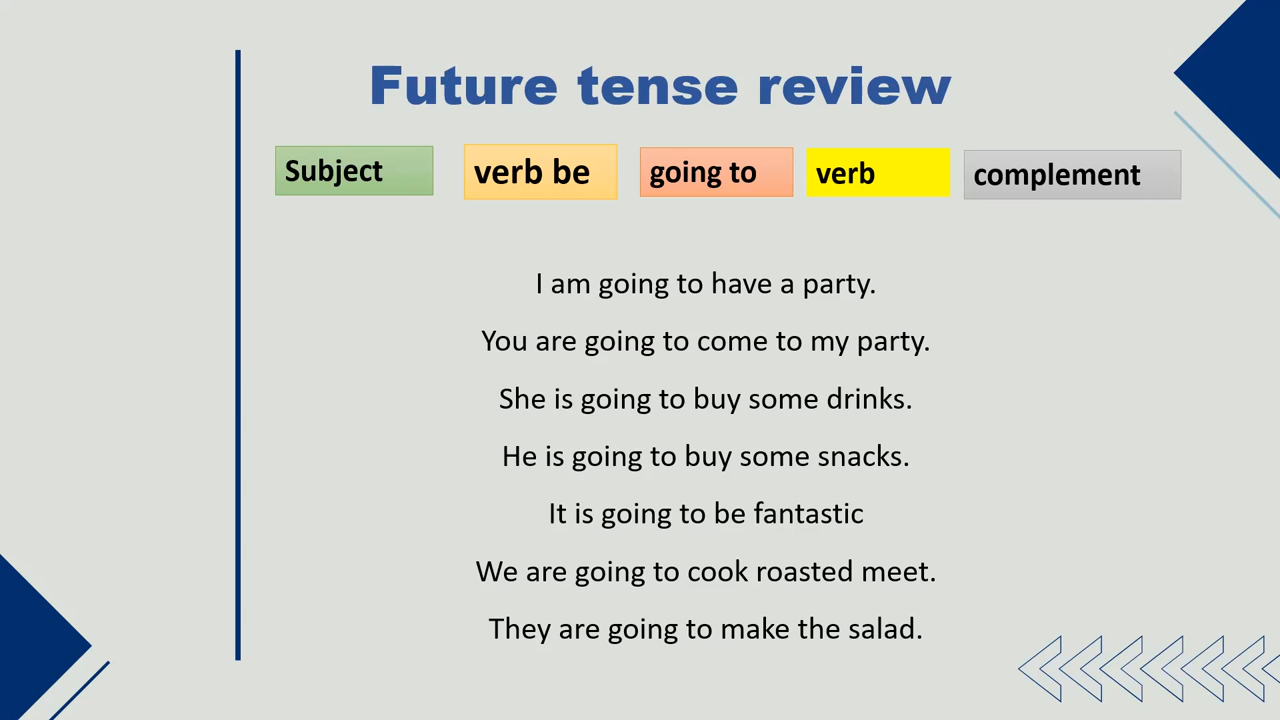 Future tense review
Subject verb be going to verb complement
I am going to have a party.
You are going to come to my party.
She is going to buy some drinks.
He is going to buy some snacks.
It is going to be fantastic
We are going to cook roasted meet.
They are going to make the salad.